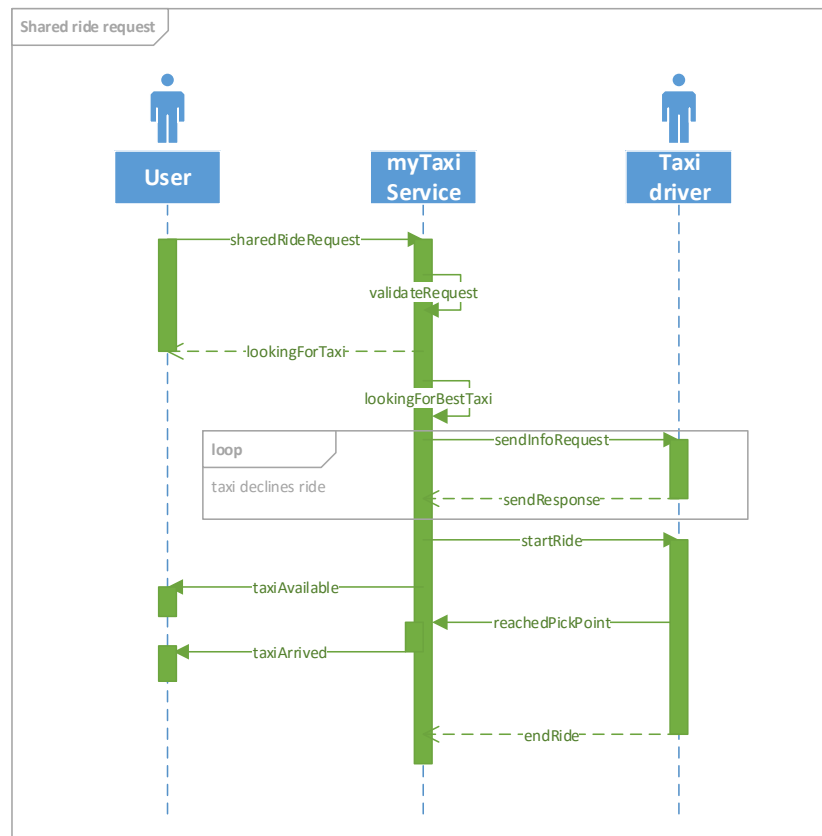 Shared ride request
User
myTaxi
Service
Taxi
driver
sharedRideRequest
validateRequest
lookingForTaxi
lookingForBestTaxi
loop
sendInfoRequest
taxi declines ride
sendResponse
startRide
taxiAvailable
reachedPickPoint
taxiArrived
endRide